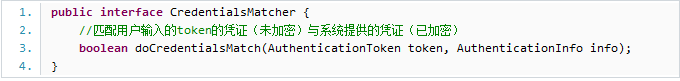 1. public interface CredentialsMatcher {
2. //匹配用户输入的token的凭证（未加密）与系统提供的凭证（已加密）
3. boolean doCredentialsMatch(AuthenticationToken token, AuthenticationInfo info);
4. }